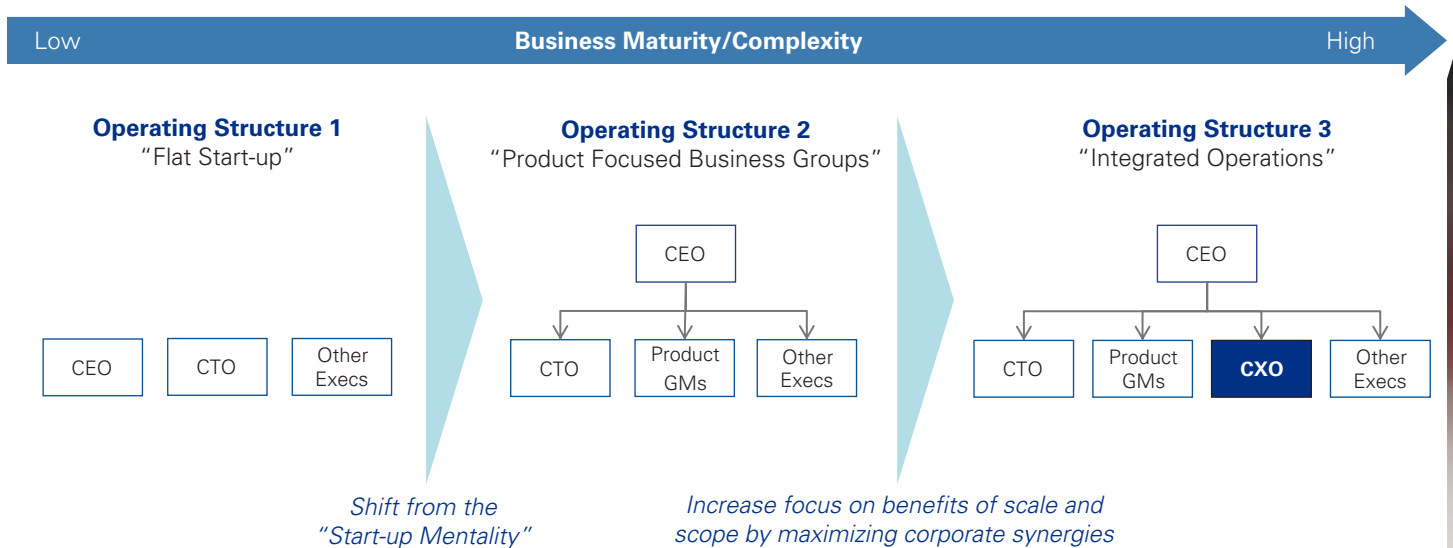 Low
Business Maturity/Complexity
High
Operating Structure 1
“Flat Start-up”
CEO
CTO
Other
Execs
Shift from the
“Start-up Mentality”
Operating Structure 2
“Product Focused Business Groups”
CEO
CTO
Product
GMs
Other
Execs
Increase focus on benefits of scale and
scope by maximizing corporate synergies
Operating Structure 3
“Integrated Operations”
CEO
CTO
Product
GMs
CXO
Other
Execs